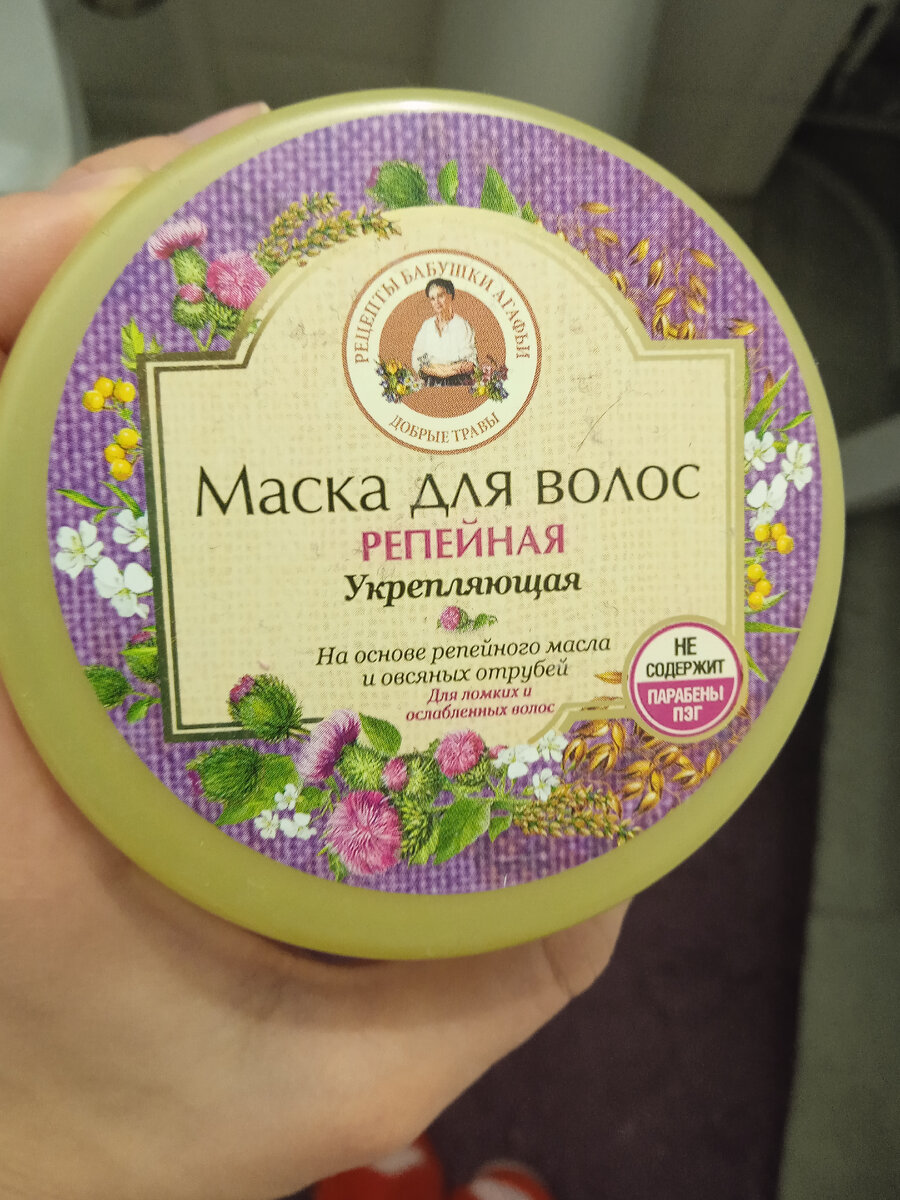 РЕЦЕПТЫ БАБУШКИ АГАФЬИ
ДОБРЫЕ ТРАВЫ
Маска для волос
РЕПЕЙНАЯ
Укрепляющая
На основе репейного масла
и овсяных отрубей
Для ломких и
ослабленных волос
НЕ
СОДЕРЖИТ
ПАРАБЕНЫ
ПЭГ